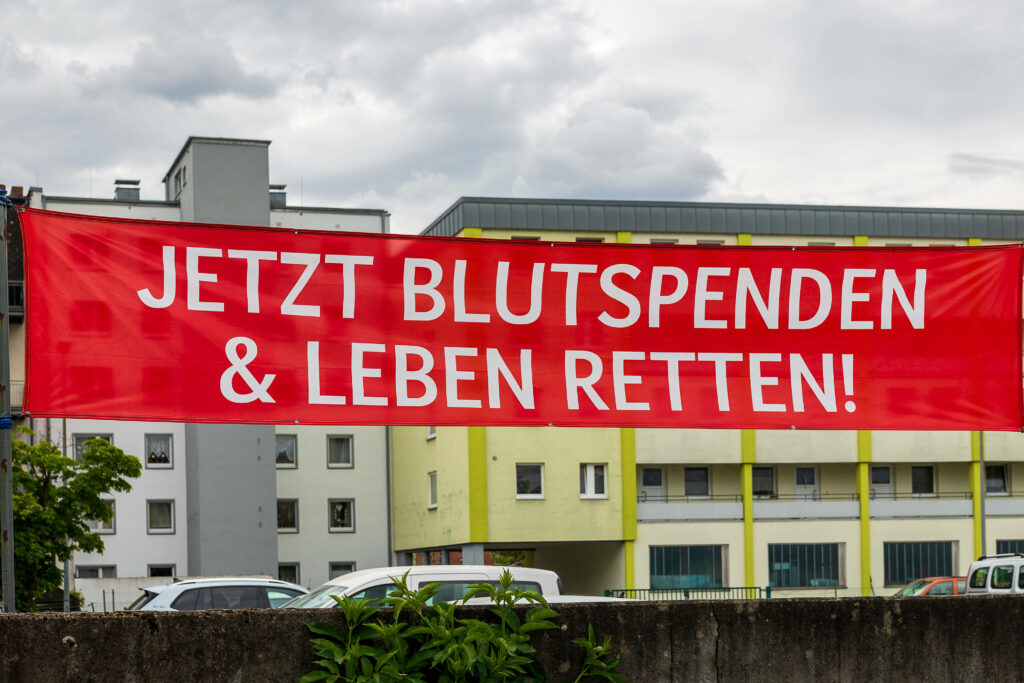 JETZT BLUTSPENDEN
& LEBEN RETTEN!